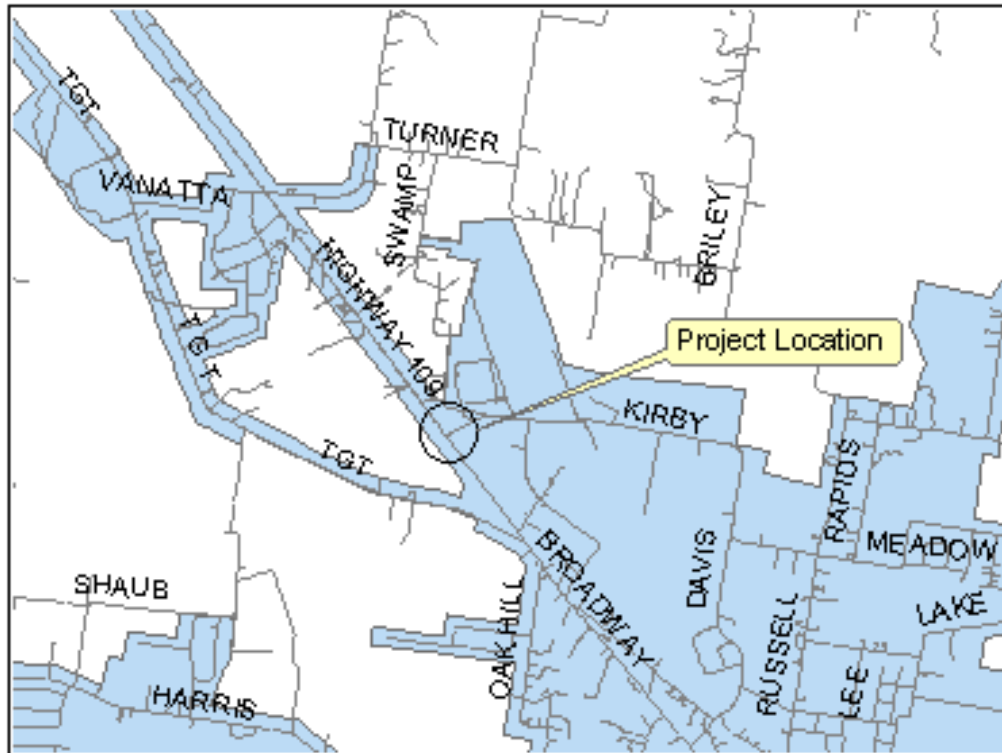 TGT
TURNER
VANATTA
SWAMP
BRILEY
HIGHWAY 109
Project Location
T G T
KIRBY
TGT
RAPIDS
BROADWAY
MEADOW
DAVIS
SHAUB
OAK HILL
RUSSELL
LAKE
LEE
HARRIS